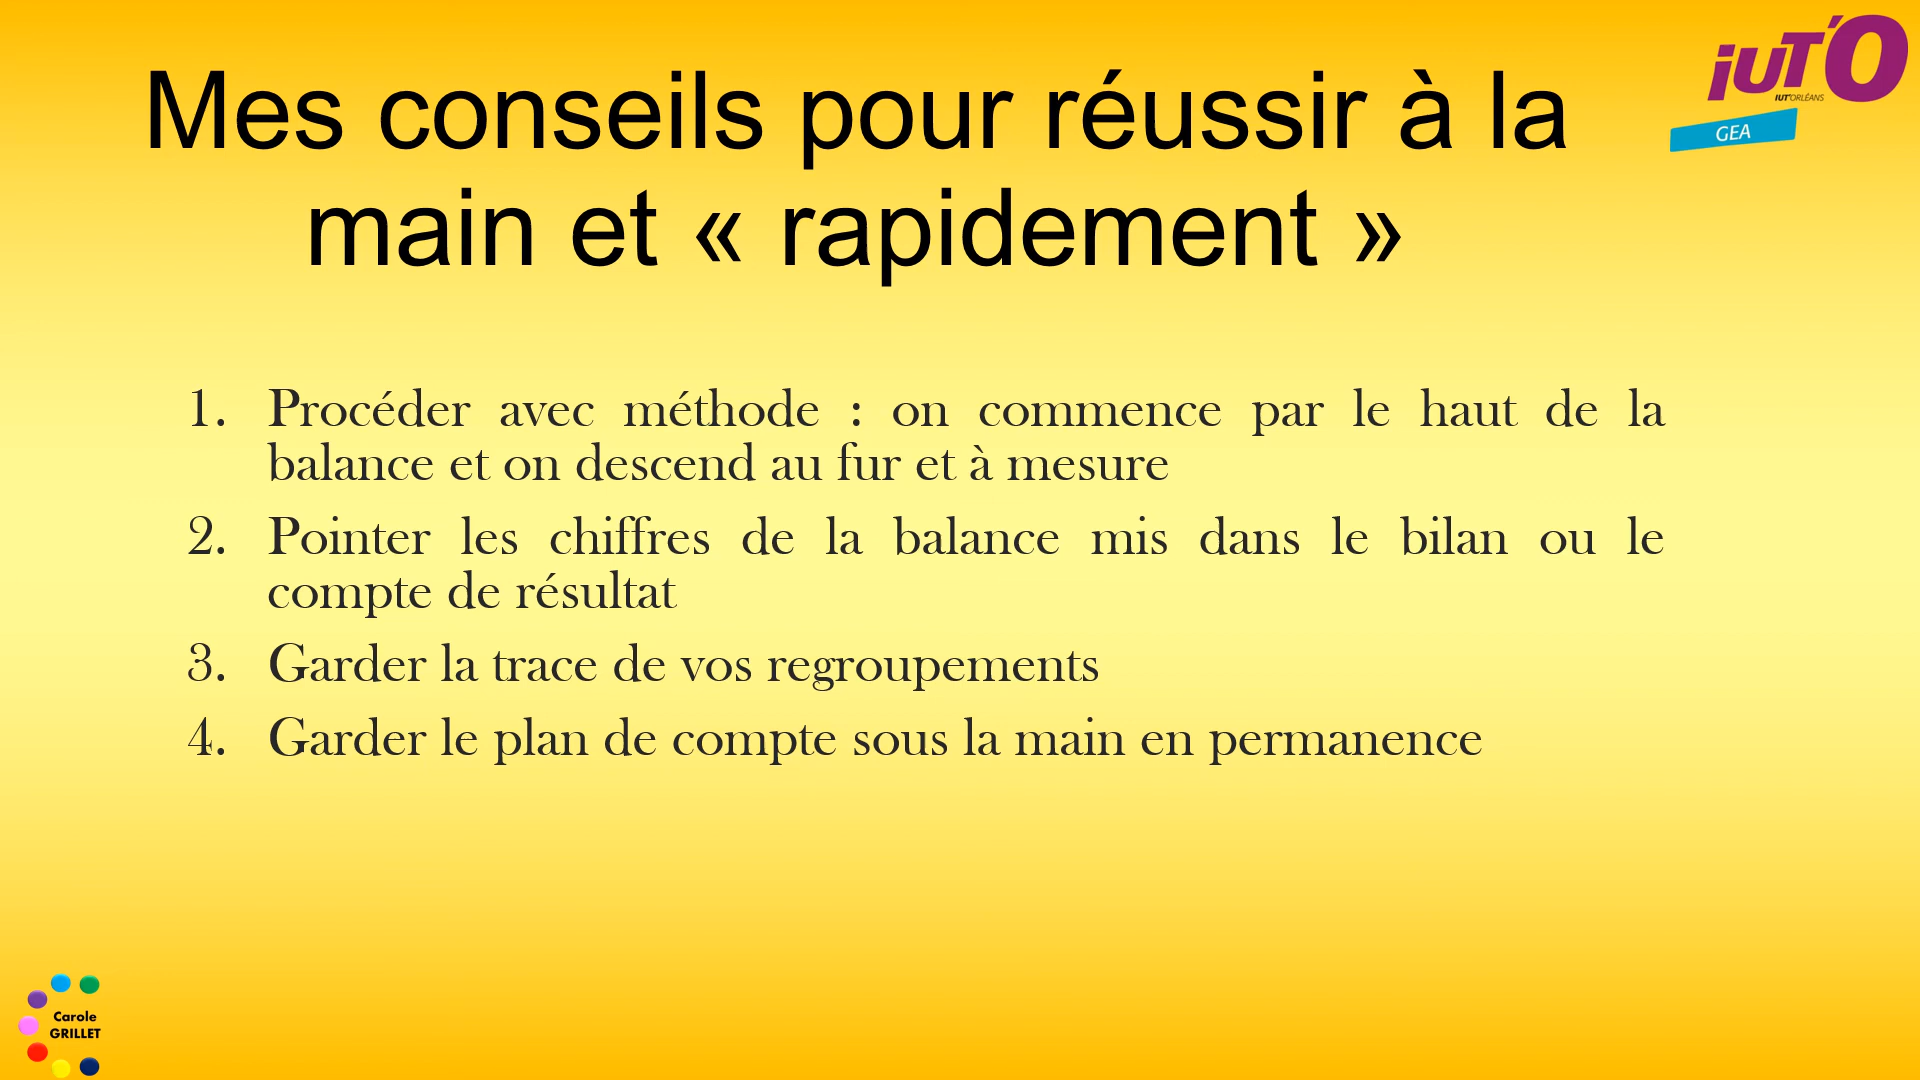 Mes conseils pour réussir à la
main et « rapidement »
iUT'O
IUT'ORLÉANS
GEA
1. Procéder avec méthode : on commence par le haut de la
balance et on descend au fur et à mesure
2. Pointer les chiffres de la balance mis dans le bilan ou le
compte de résultat
3. Garder la trace de vos regroupements
4. Garder le plan de compte sous la main en permanence
Carole
GRILLET